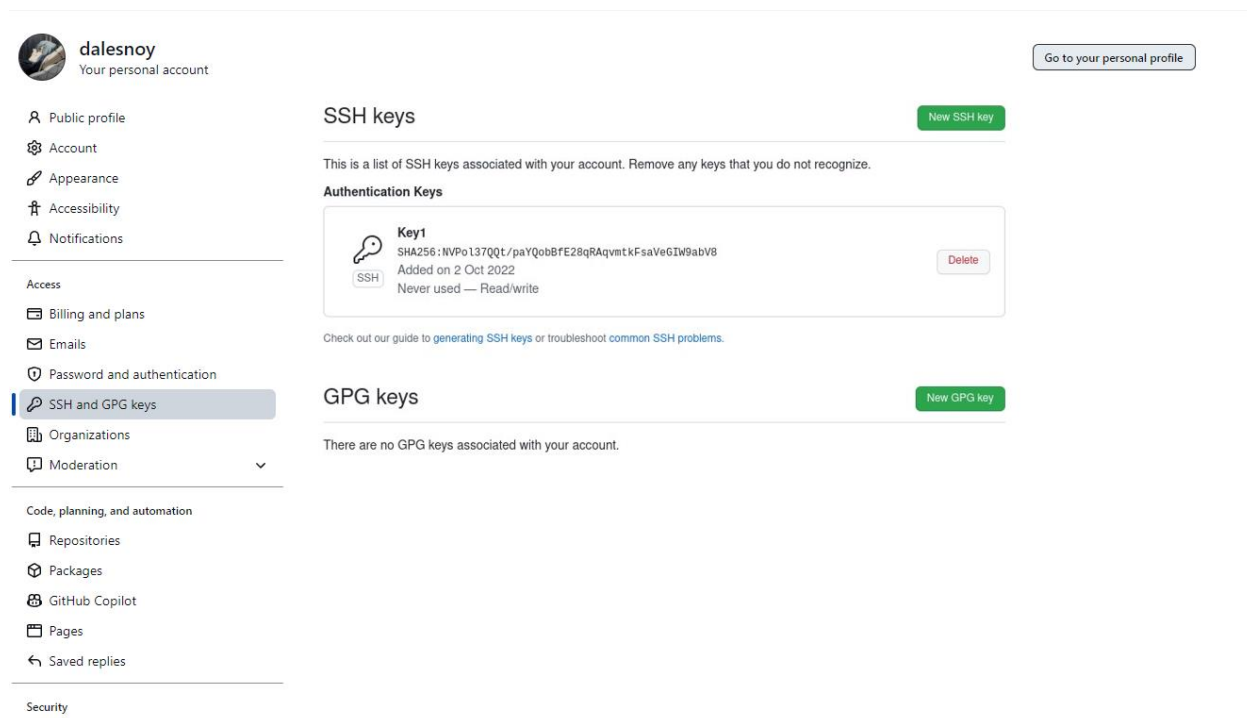 dalesnoy
Your personal account
Go to your personal profile
Public profile
Account
Appearance
Accessibility
Notifications
Access
Billing and plans
Emails
Password and authentication
SSH and GPG keys
Organizations
Moderation
Code, planning, and automation
Repositories
Packages
GitHub Copilot
Pages
Saved replies
Security
SSH keys
New SSH key
This is a list of SSH keys associated with your account. Remove any keys that you do not recognize.
Authentication Keys
Key1
SHA256:NVPol37QQt/paYQobBfE28qRAqvmtkFsaVeGIW9abV8
SSH
Added on 2 Oct 2022
Never used — Read/write
Delete
Check out our guide to generating SSH keys or troubleshoot common SSH problems.
GPG keys
New GPG key
There are no GPG keys associated with your account.